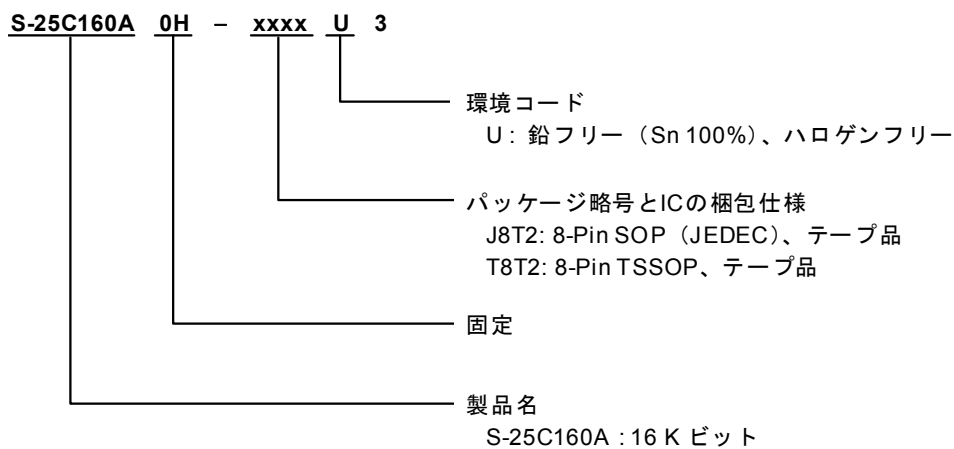 S-25C160A 0H – xxxx U 3
環境コード
U : 鉛フリー（Sn 100%）、ハロゲンフリー
パッケージ略号とICの梱包仕様
J8T2: 8-Pin SOP（JEDEC）、テープ品
T8T2: 8-Pin TSSOP、テープ品
固定
製品名
S-25C160A : 16 K ビット